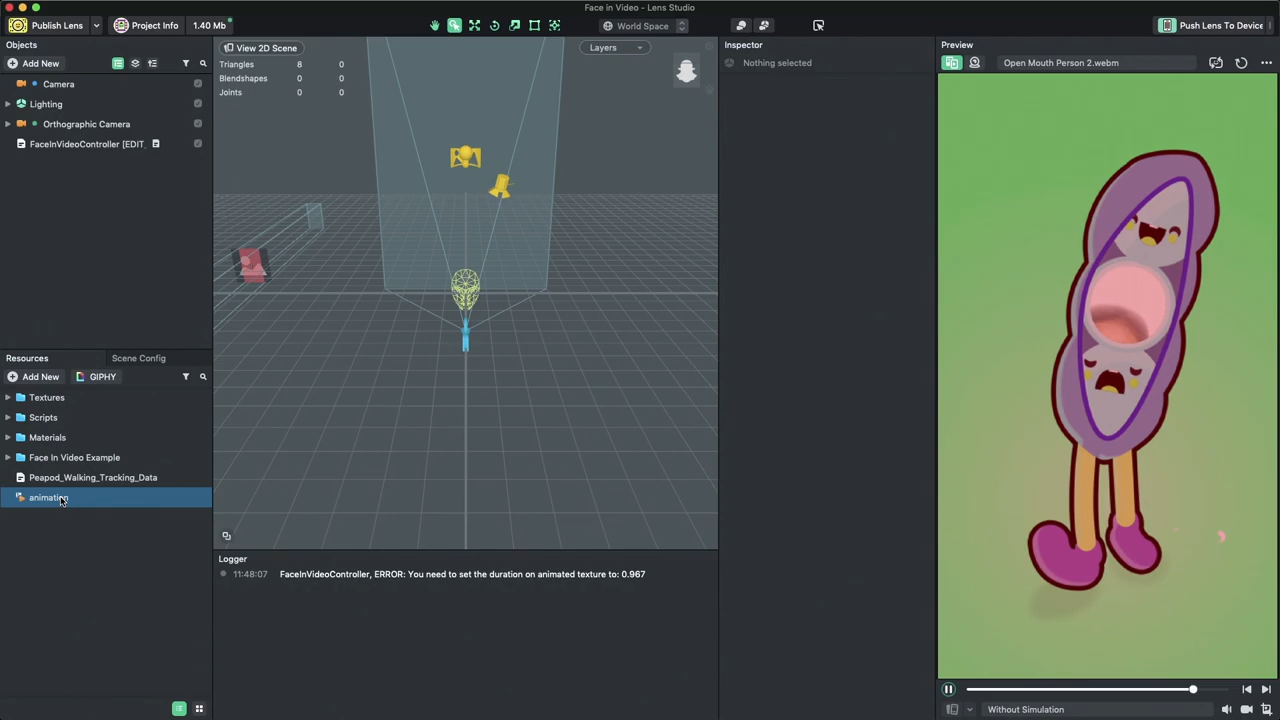 Face in Video - Lens Studio
Publish Lens
Project Info
1.40 Mb
World Space
Push Lens To Device
Objects
Add New
Camera
Lighting
Orthographic Camera
FaceInVideoController [EDIT_
View 2D Scene
Layers
Triangles 8 0
Blendshapes 0 0
Joints 0 0
Inspector
Nothing selected
Preview
Open Mouth Person 2.webm
Resources
Scene Config
Add New
GIPHY
Textures
Scripts
Materials
Face In Video Example
Peapod_Walking_Tracking_Data
animation
Logger
11:48:07 FaceInVideoController, ERROR: You need to set the duration on animated texture to: 0.967
Without Simulation